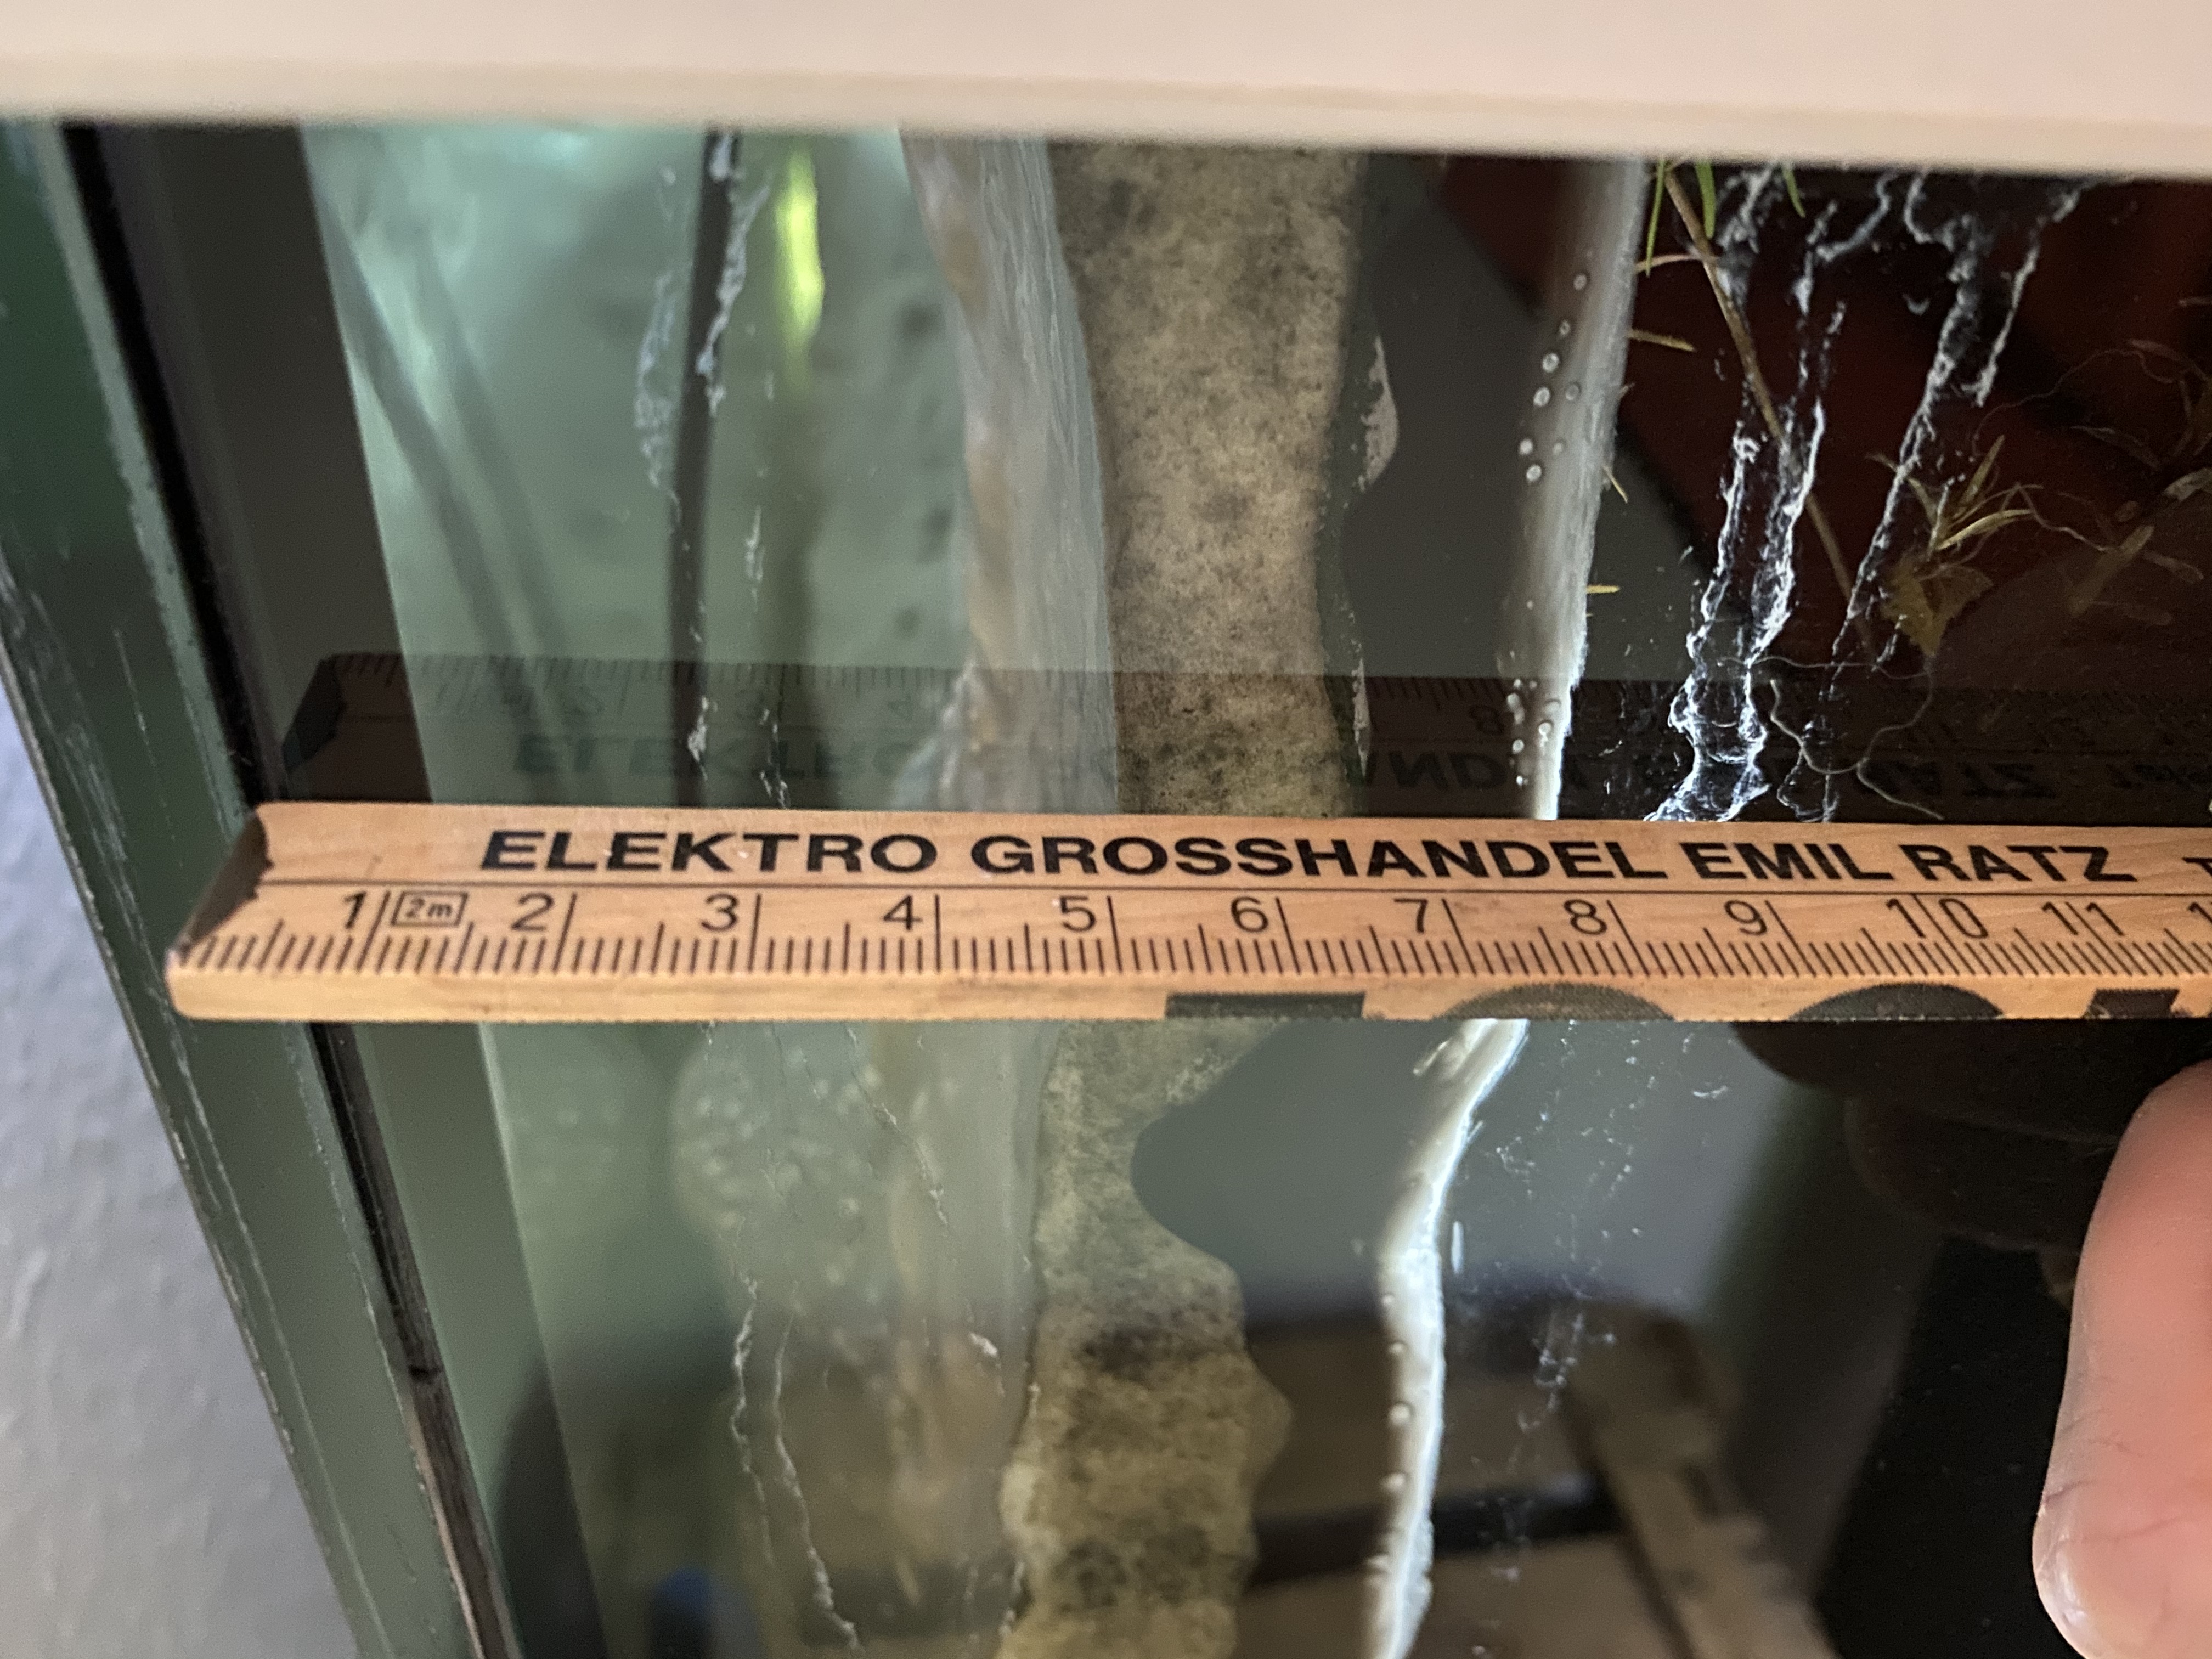 ELEKTRO GROSSHANDEL EMIL RATZ
1 2m 2 3 4 5 6 7 8 9 10 11